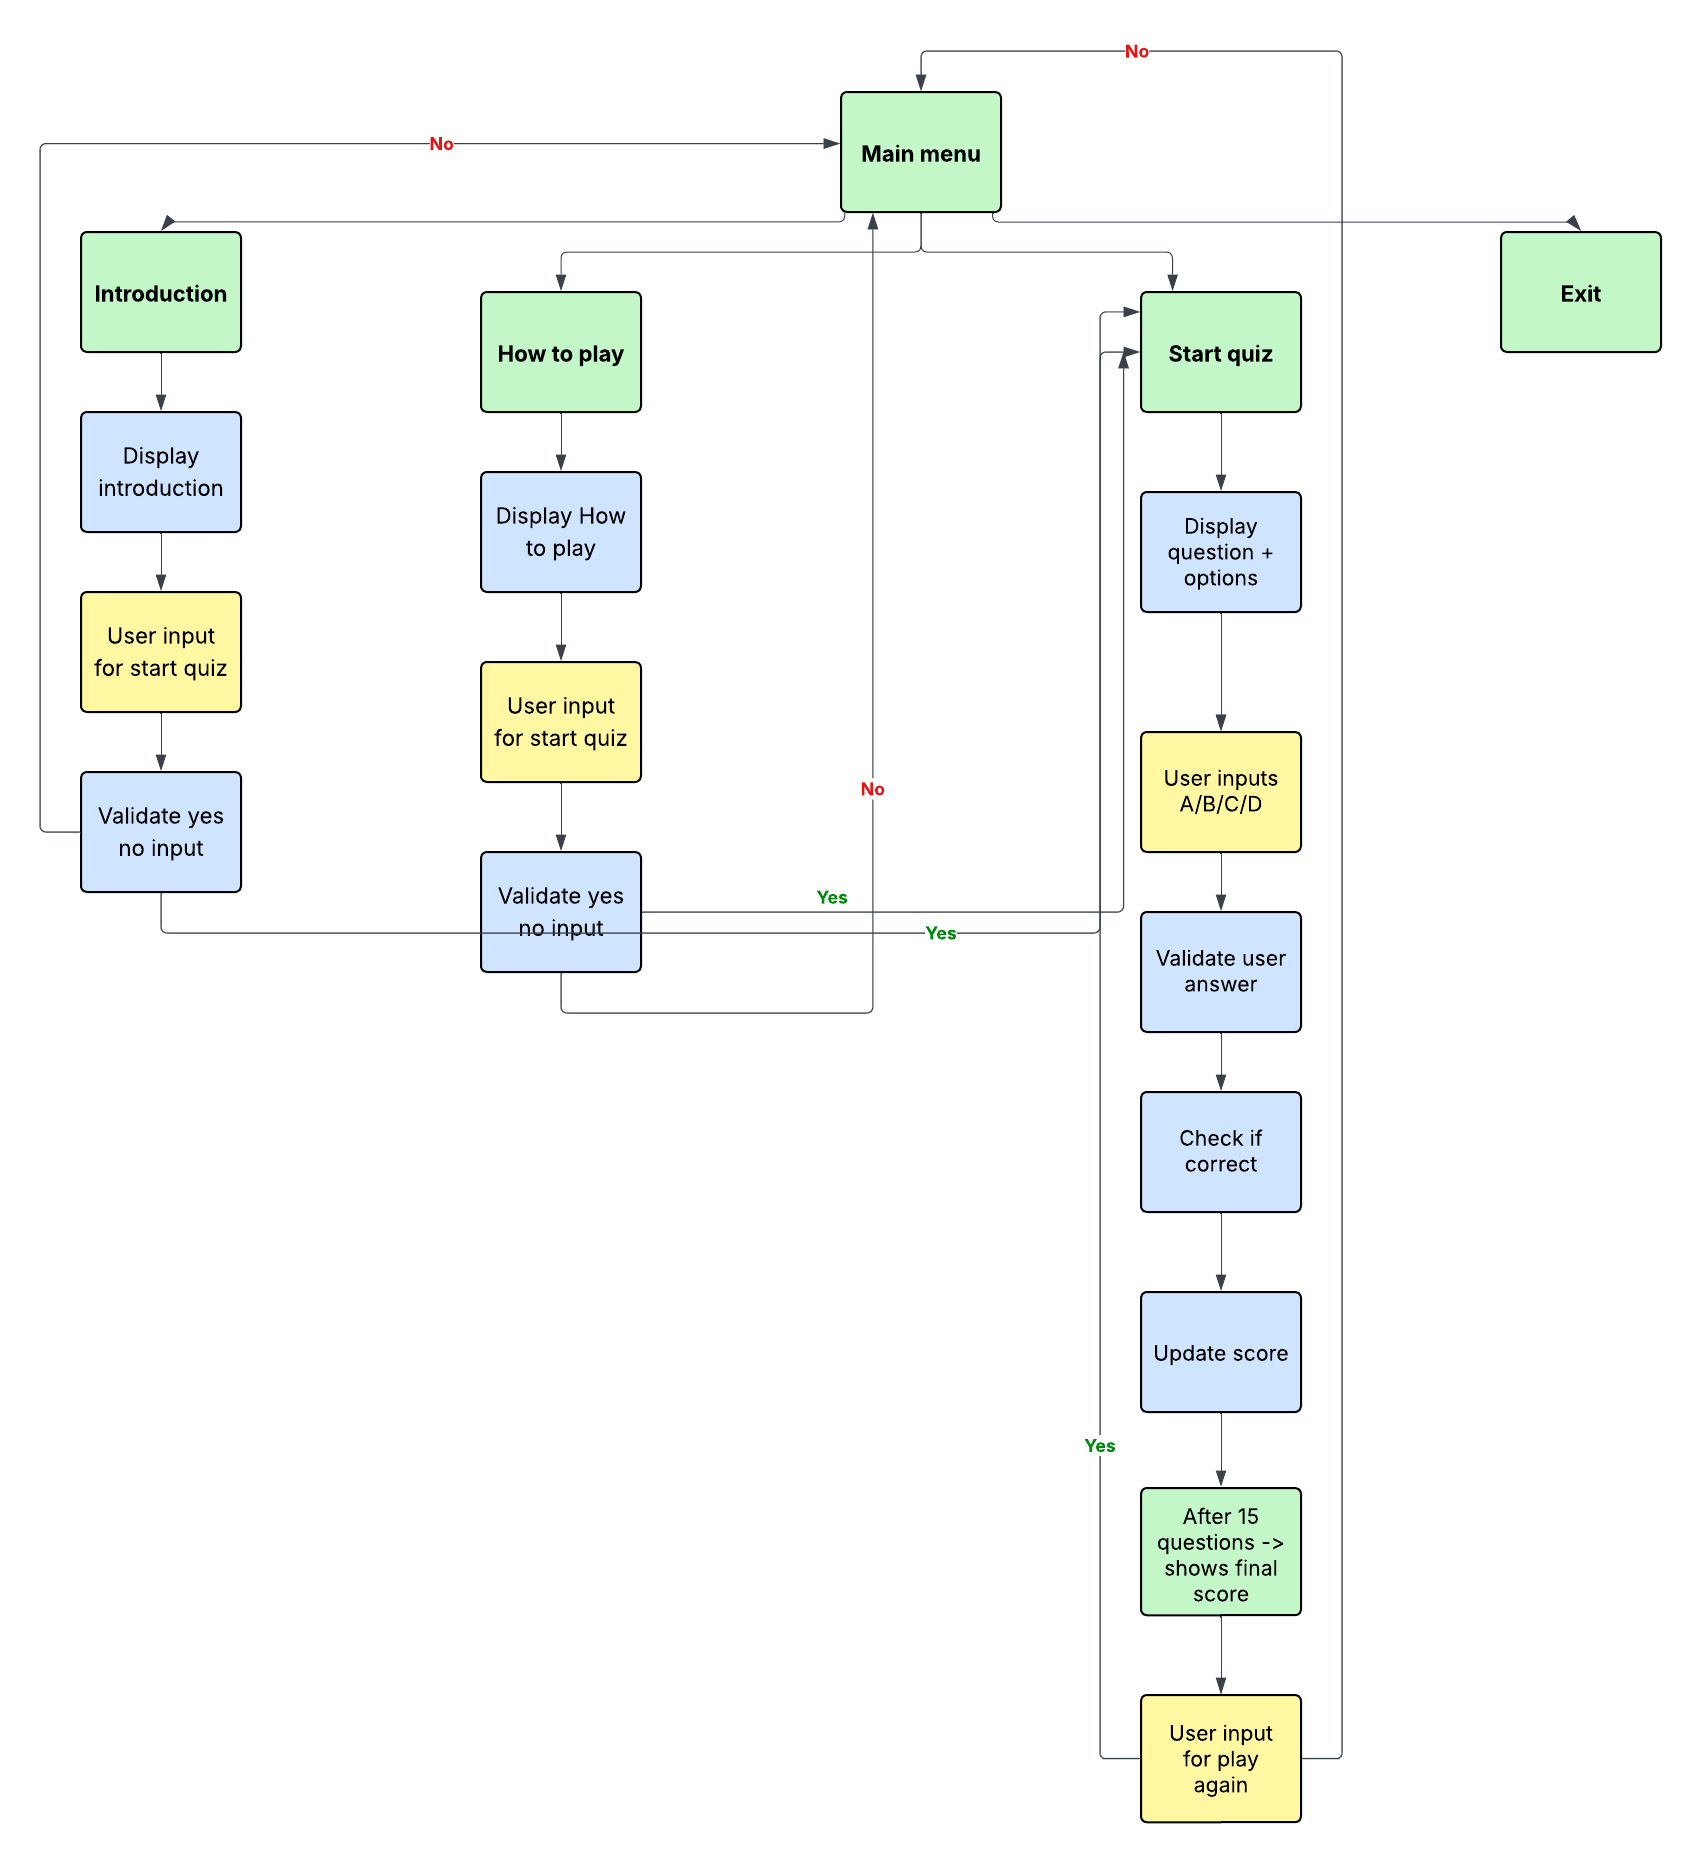 No
No
Main menu
Introduction
Exit
How to play
Start quiz
Display
introduction
Display How
to play
Display
question +
options
User input
for start quiz
User input
for start quiz
No
User inputs
A/B/C/D
Validate yes
no input
Validate yes
no input
Yes
Yes
Validate user
answer
Check if
correct
Update score
Yes
After 15
questions ->
shows final
score
User input
for play
again